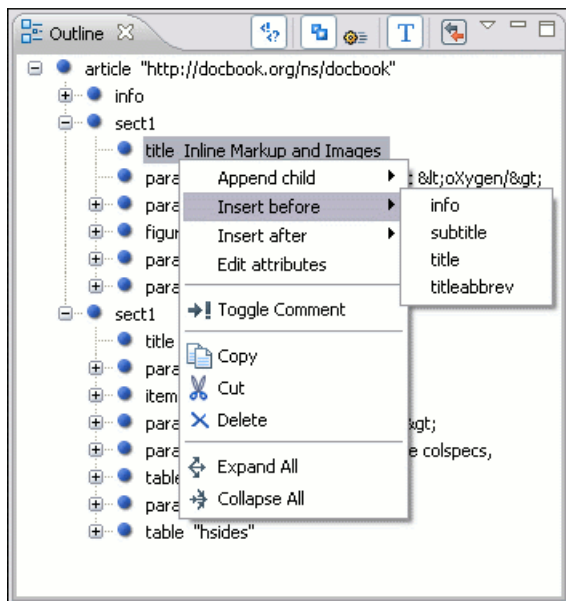 Outline
T
article "http://docbook.org/ns/docbook"
info
sect1
title Inline Markup and Images
para
&lt;oXygen/&gt;
para
figur
para
para
sect1
title
para
item
para
&gt;
para
e colspecs,
table
para
table "hsides"
Append child
Insert before
Insert after
Edit attributes
Toggle Comment
Copy
Cut
Delete
Expand All
Collapse All
info
subtitle
title
titleabbrev